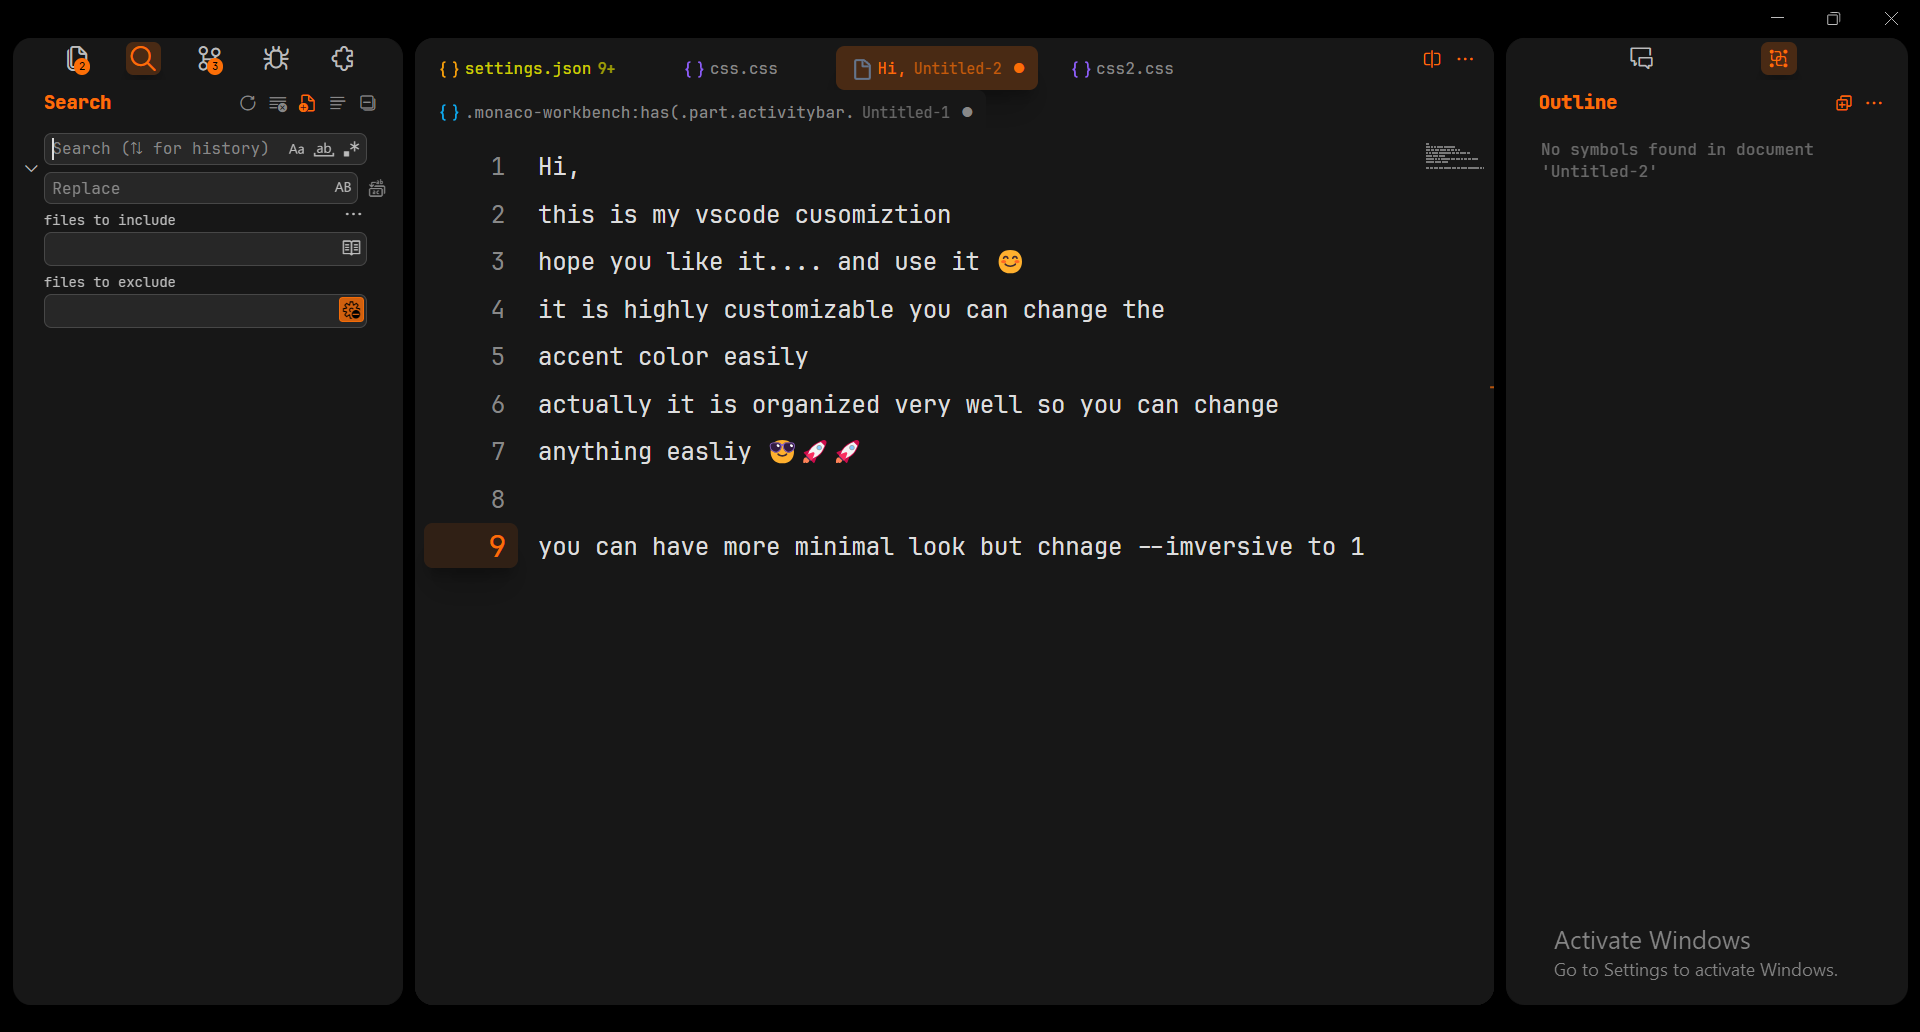 2
3
Search
Search (⇅ for history)
Aa
ab
.*
Replace
AB
files to include
files to exclude
{ } settings.json 9+
{ } css.css
Hi, Untitled-2
{ } css2.css
{ } .monaco-workbench:has(.part.activitybar. Untitled-1
1 Hi,
2 this is my vscode cusomiztion
3 hope you like it.... and use it 😊
4 it is highly customizable you can change the
5 accent color easily
6 actually it is organized very well so you can change
7 anything easliy 😎🚀🚀
8
9 you can have more minimal look but chnage --imversive to 1
Outline
No symbols found in document
'Untitled-2'
Activate Windows
Go to Settings to activate Windows.